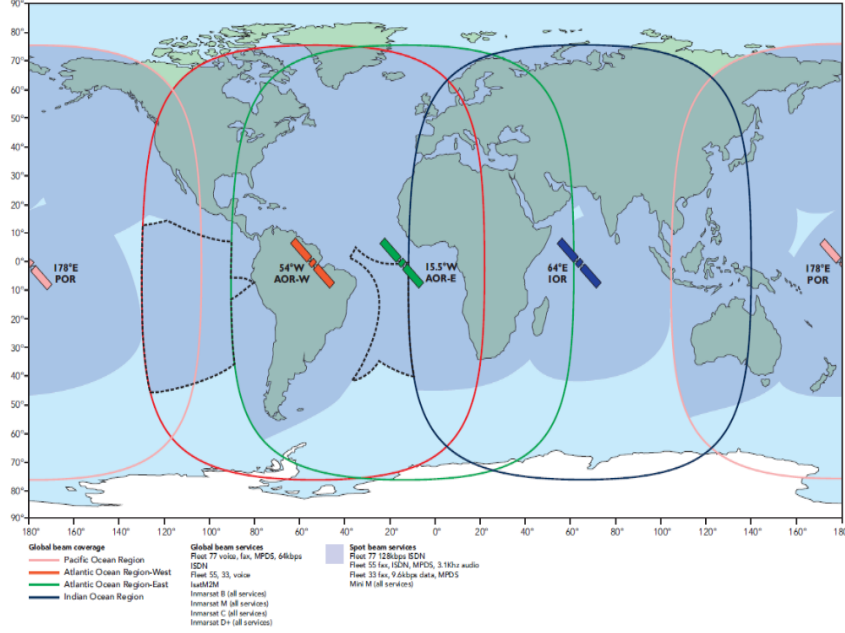 90°
80°
70°
60°
50°
40°
30°
20°
10°
0°
10°
20°
30°
40°
50°
60°
70°
80°
90°
178°E
POR
54°W
AOR-W
15.5°W
AOR-E
64°E
IOR
178°E
POR
180° 160° 140° 120° 100° 80° 60° 40° 20° 0° 20° 40° 60° 80° 100° 120° 140° 160° 180°
Global beam coverage
Pacific Ocean Region
Atlantic Ocean Region-West
Atlantic Ocean Region-East
Indian Ocean Region
Global beam services
Fleet 77 voice, fax, MPDS, 64kbps
ISDN
Fleet 55, 33, voice
IsatM2M
Inmarsat B (all services)
Inmarsat M (all services)
Inmarsat C (all services)
Inmarsat D+ (all services)
Spot beam services
Fleet 77 128kbps ISDN
Fleet 55 fax, ISDN, MPDS, 3.1Khz audio
Fleet 33 fax, 9.6kbps data, MPDS
Mini M (all services)